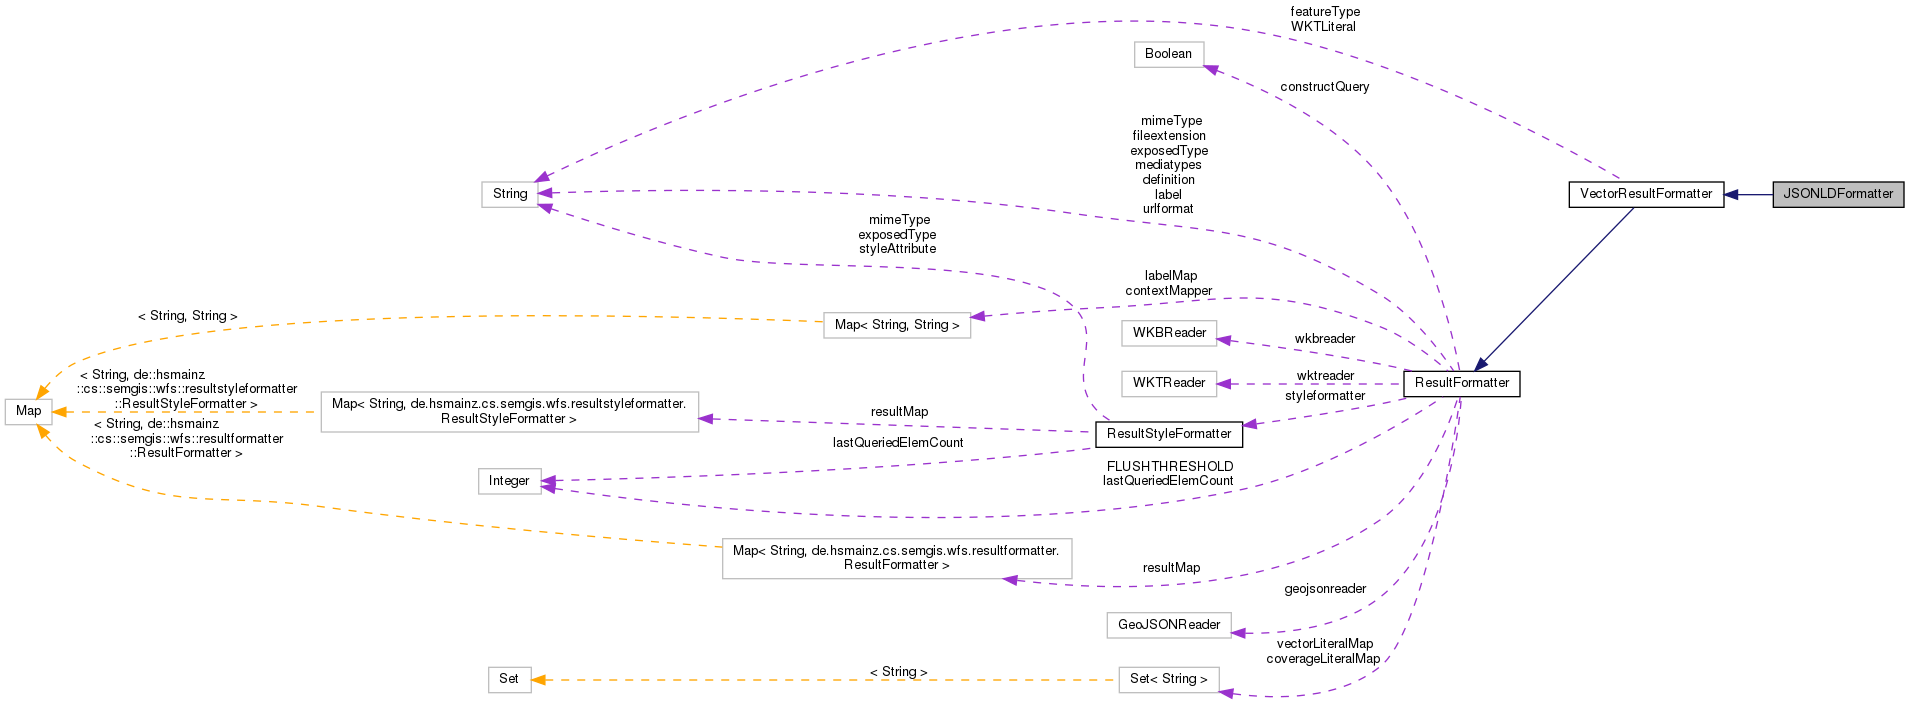 featureType
WKTLiteral
Boolean
constructQuery
mimeType
fileextension
exposedType
mediatypes
definition
label
urlformat
String
VectorResultFormatter
JSONLDFormatter
mimeType
exposedType
styleAttribute
labelMap
contextMapper
< String, String >
Map< String, String >
WKBReader
wkbreader
< String, de::hsmainz
::cs::semgis::wfs::resultstyleformatter
::ResultStyleFormatter >
WKTReader
wktreader
ResultFormatter
styleformatter
Map
Map< String, de.hsmainz.cs.semgis.wfs.resultstyleformatter.
ResultStyleFormatter >
resultMap
ResultStyleFormatter
< String, de::hsmainz
::cs::semgis::wfs::resultformatter
::ResultFormatter >
lastQueriedElemCount
Integer
FLUSHTHRESHOLD
lastQueriedElemCount
Map< String, de.hsmainz.cs.semgis.wfs.resultformatter.
ResultFormatter >
resultMap
geojsonreader
GeoJSONReader
vectorLiteralMap
coverageLiteralMap
Set
< String >
Set< String >